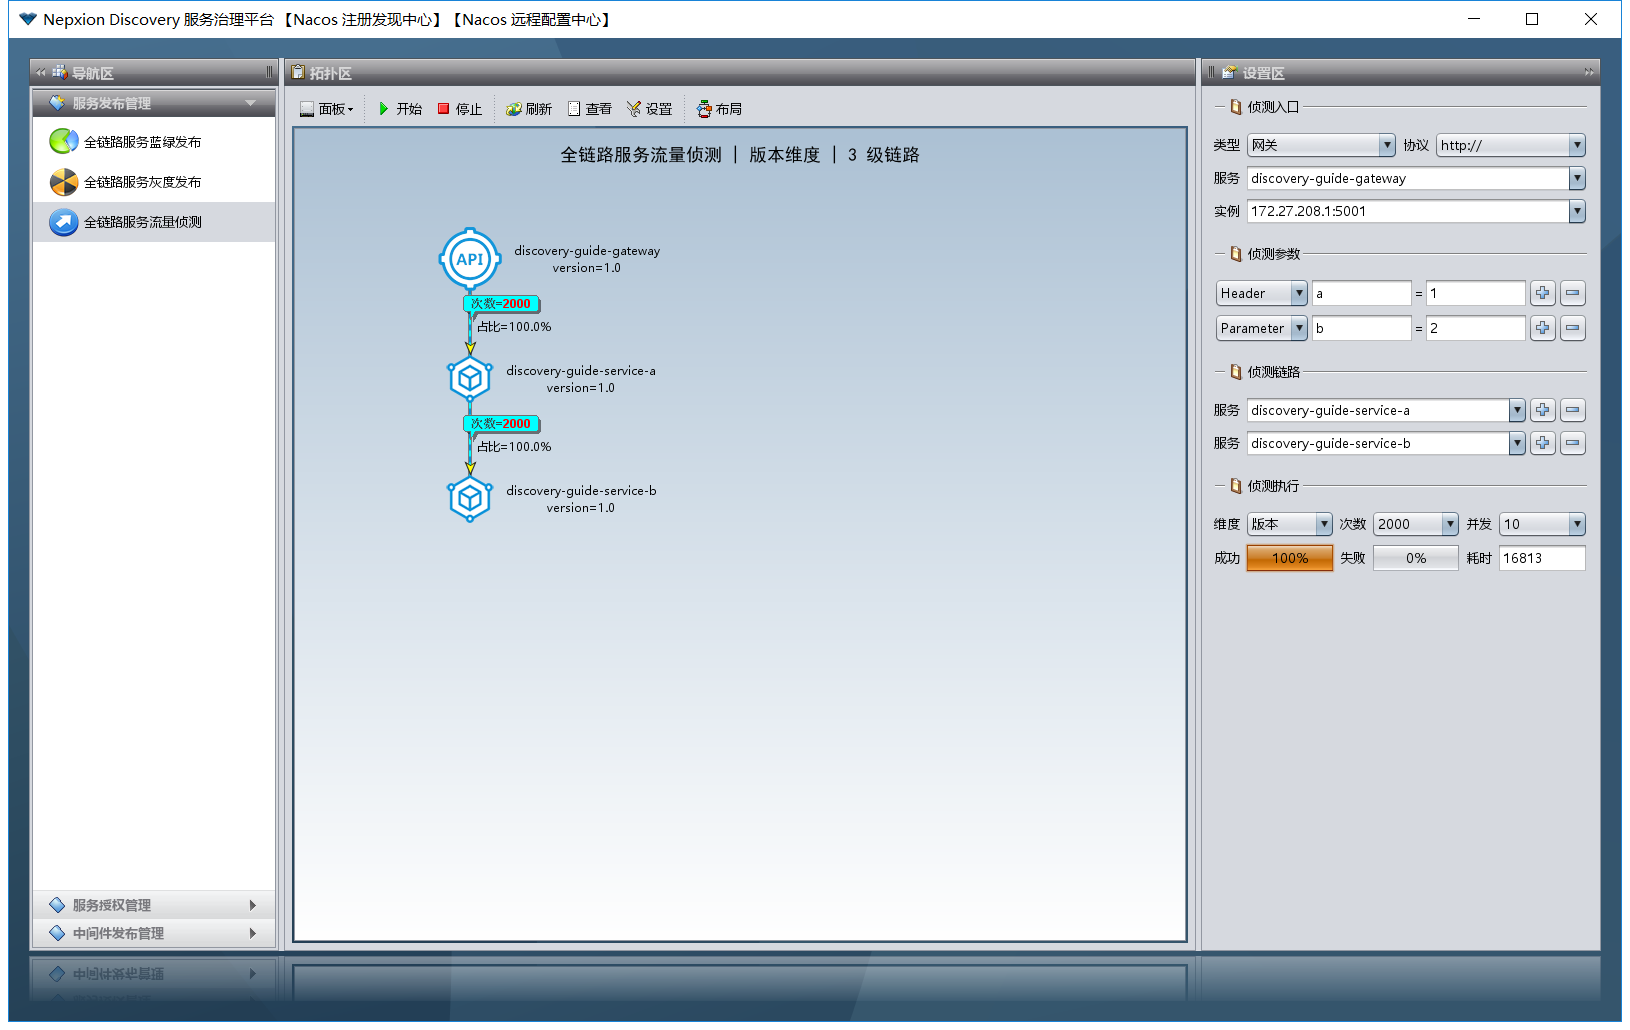 Nepxion Discovery 服务治理平台 【Nacos 注册发现中心】【Nacos 远程配置中心】
导航区
服务发布管理
全链路服务蓝绿发布
全链路服务灰度发布
全链路服务流量侦测
服务授权管理
中间件发布管理
中间件发布管理
拓扑区
面板 开始 停止 刷新 查看 设置 布局
全链路服务流量侦测 | 版本维度 | 3 级链路
API
discovery-guide-gateway
version=1.0
次数=2000
占比=100.0%
discovery-guide-service-a
version=1.0
次数=2000
占比=100.0%
discovery-guide-service-b
version=1.0
设置区
侦测入口
类型 网关 协议 http://
服务 discovery-guide-gateway
实例 172.27.208.1:5001
侦测参数
Header a = 1
Parameter b = 2
侦测链路
服务 discovery-guide-service-a
服务 discovery-guide-service-b
侦测执行
维度 版本 次数 2000 并发 10
成功 100% 失败 0% 耗时 16813